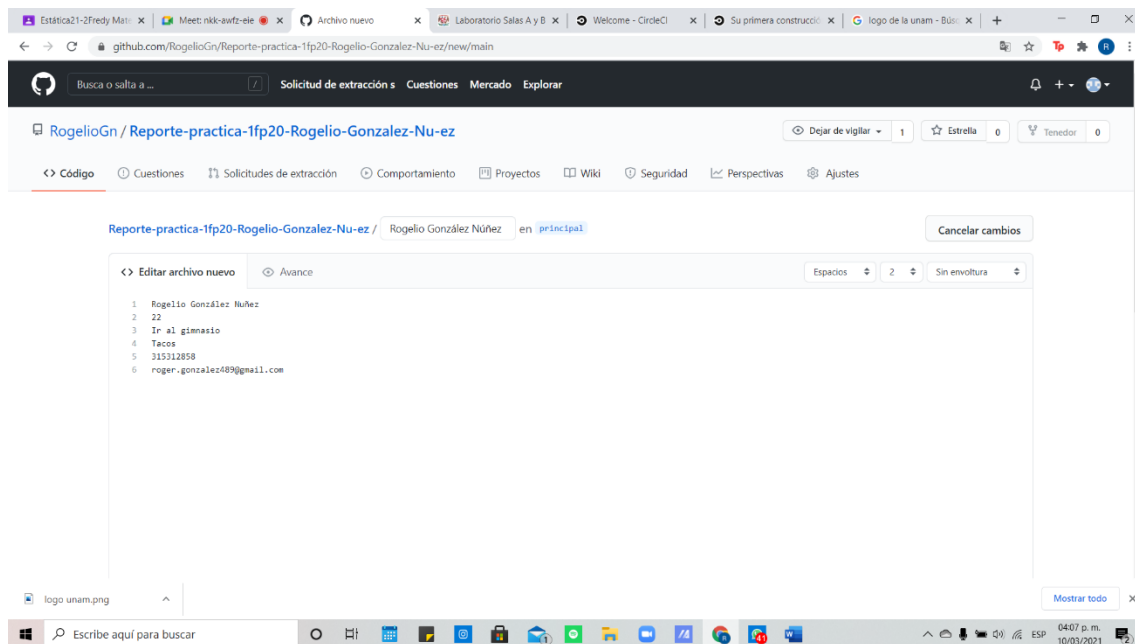 Estática21-2Fredy Mate
Meet: nkk-awfz-eie
Archivo nuevo
Laboratorio Salas A y B
Welcome - CircleCI
Su primera construcció
logo de la unam - Búsc
github.com/RogelioGn/Reporte-practica-1fp20-Rogelio-Gonzalez-Nu-ez/new/main
Tp
R
Busca o salta a ...
/
Solicitud de extracción s Cuestiones Mercado Explorar
RogelioGn / Reporte-practica-1fp20-Rogelio-Gonzalez-Nu-ez
Dejar de vigilar 1
Estrella 0
Tenedor 0
<> Código
Cuestiones
Solicitudes de extracción
Comportamiento
Proyectos
Wiki
Seguridad
Perspectivas
Ajustes
Reporte-practica-1fp20-Rogelio-Gonzalez-Nu-ez / Rogelio González Núñez en principal
Cancelar cambios
<> Editar archivo nuevo
Avance
Espacios
2
Sin envoltura
1 Rogelio González Nuñez
2 22
3 Ir al gimnasio
4 Tacos
5 315312858
6 roger.gonzalez489@gmail.com
logo unam.png
Mostrar todo
Escribe aquí para buscar
ESP
04:07 p. m.
10/03/2021